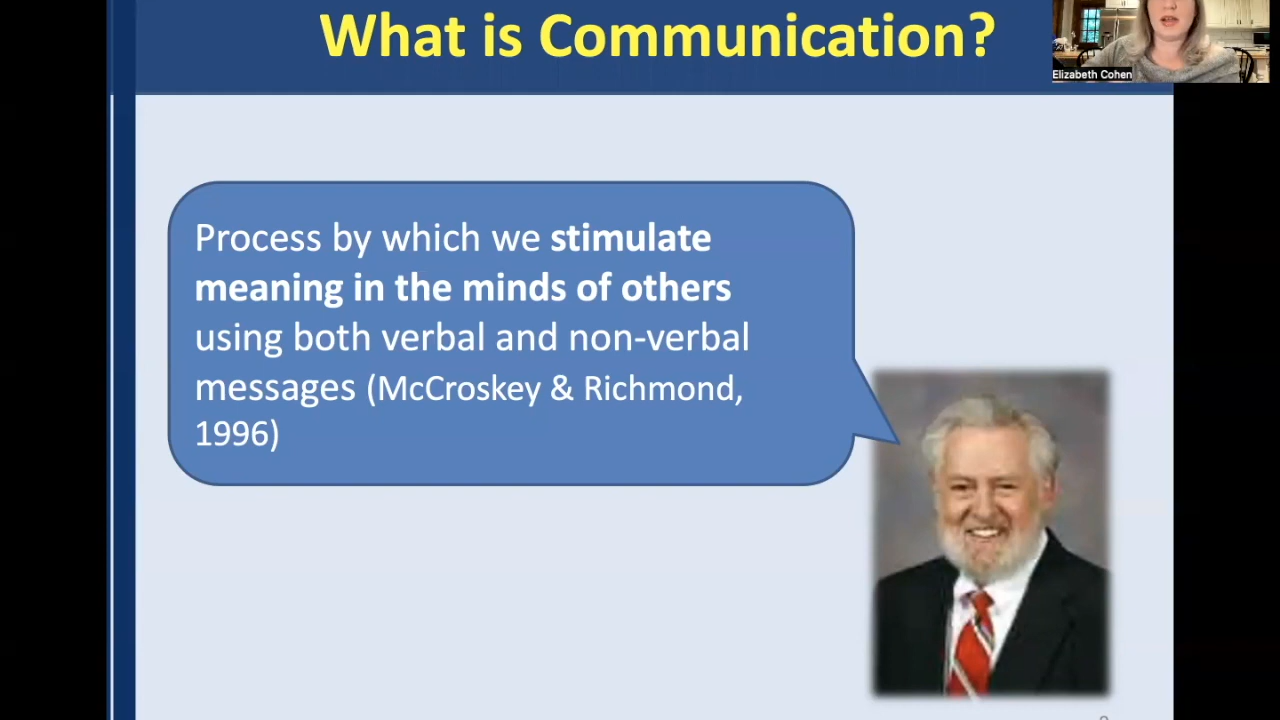 What is Communication?
Elizabeth Cohen
Process by which we stimulate
meaning in the minds of others
using both verbal and non-verbal
messages (McCroskey & Richmond,
1996)